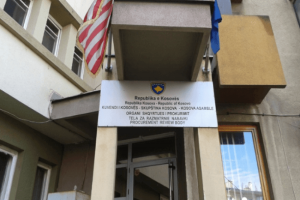 Republika e Kosovës
Republika Kosova - Republic of Kosovo
KUVENDI I KOSOVËS - SKUPŠTINA KOSOVA - KOSOVA ASSEMBLY
ORGANI SHQYRTUES I PROKURIMIT
TELA ZA RAZMATRANJE NABAVKI
PROCUREMENT REVIEW BODY